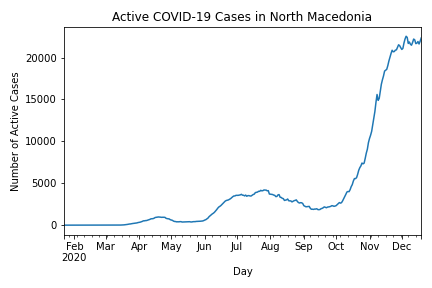 Active COVID-19 Cases in North Macedonia
Number of Active Cases
20000
15000
10000
5000
0
Feb Mar Apr May Jun Jul Aug Sep Oct Nov Dec
2020
Day